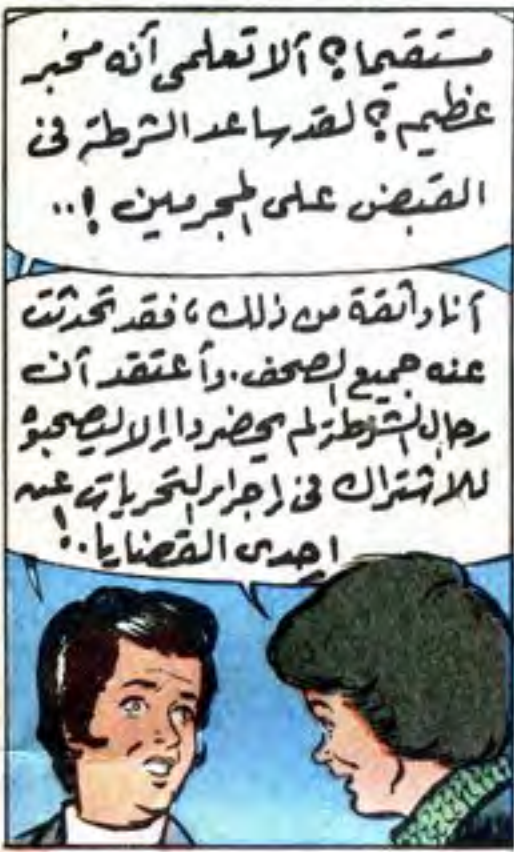 مستقيما؟ ألا تعلمى أنه مخبر
عظيم؟ لقد ساعد الشرطة فى
القبض على المجرمين !..
أنا واثقة من ذلك، فقد تحدثت
عنه جميع الصحف. وأعتقد أن
رجال الشرطة لم يحضروا إلا ليصحبوه
للاشتراك فى إجراء التحريات عن
إحدى القضايا..!